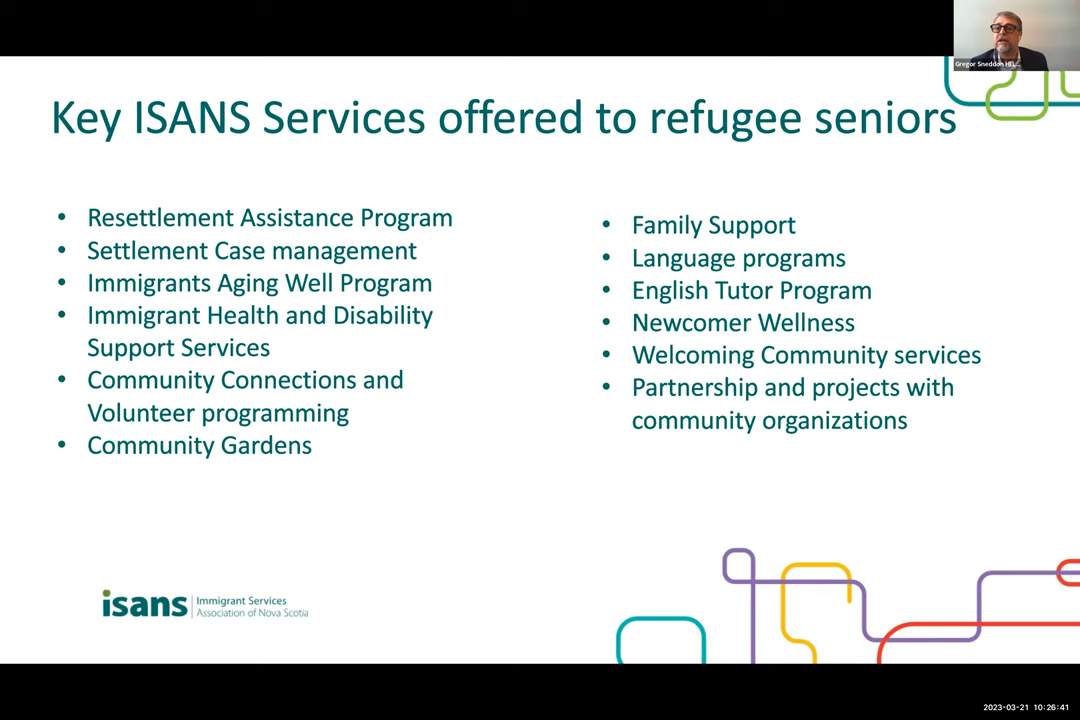 Gregor Sneddon HI...
Key ISANS Services offered to refugee seniors
• Resettlement Assistance Program
• Settlement Case management
• Immigrants Aging Well Program
• Immigrant Health and Disability
Support Services
• Community Connections and
Volunteer programming
• Community Gardens
• Family Support
• Language programs
• English Tutor Program
• Newcomer Wellness
• Welcoming Community services
• Partnership and projects with
community organizations
isans
Immigrant Services
Association of Nova Scotia
2023-03-21 10:26:41